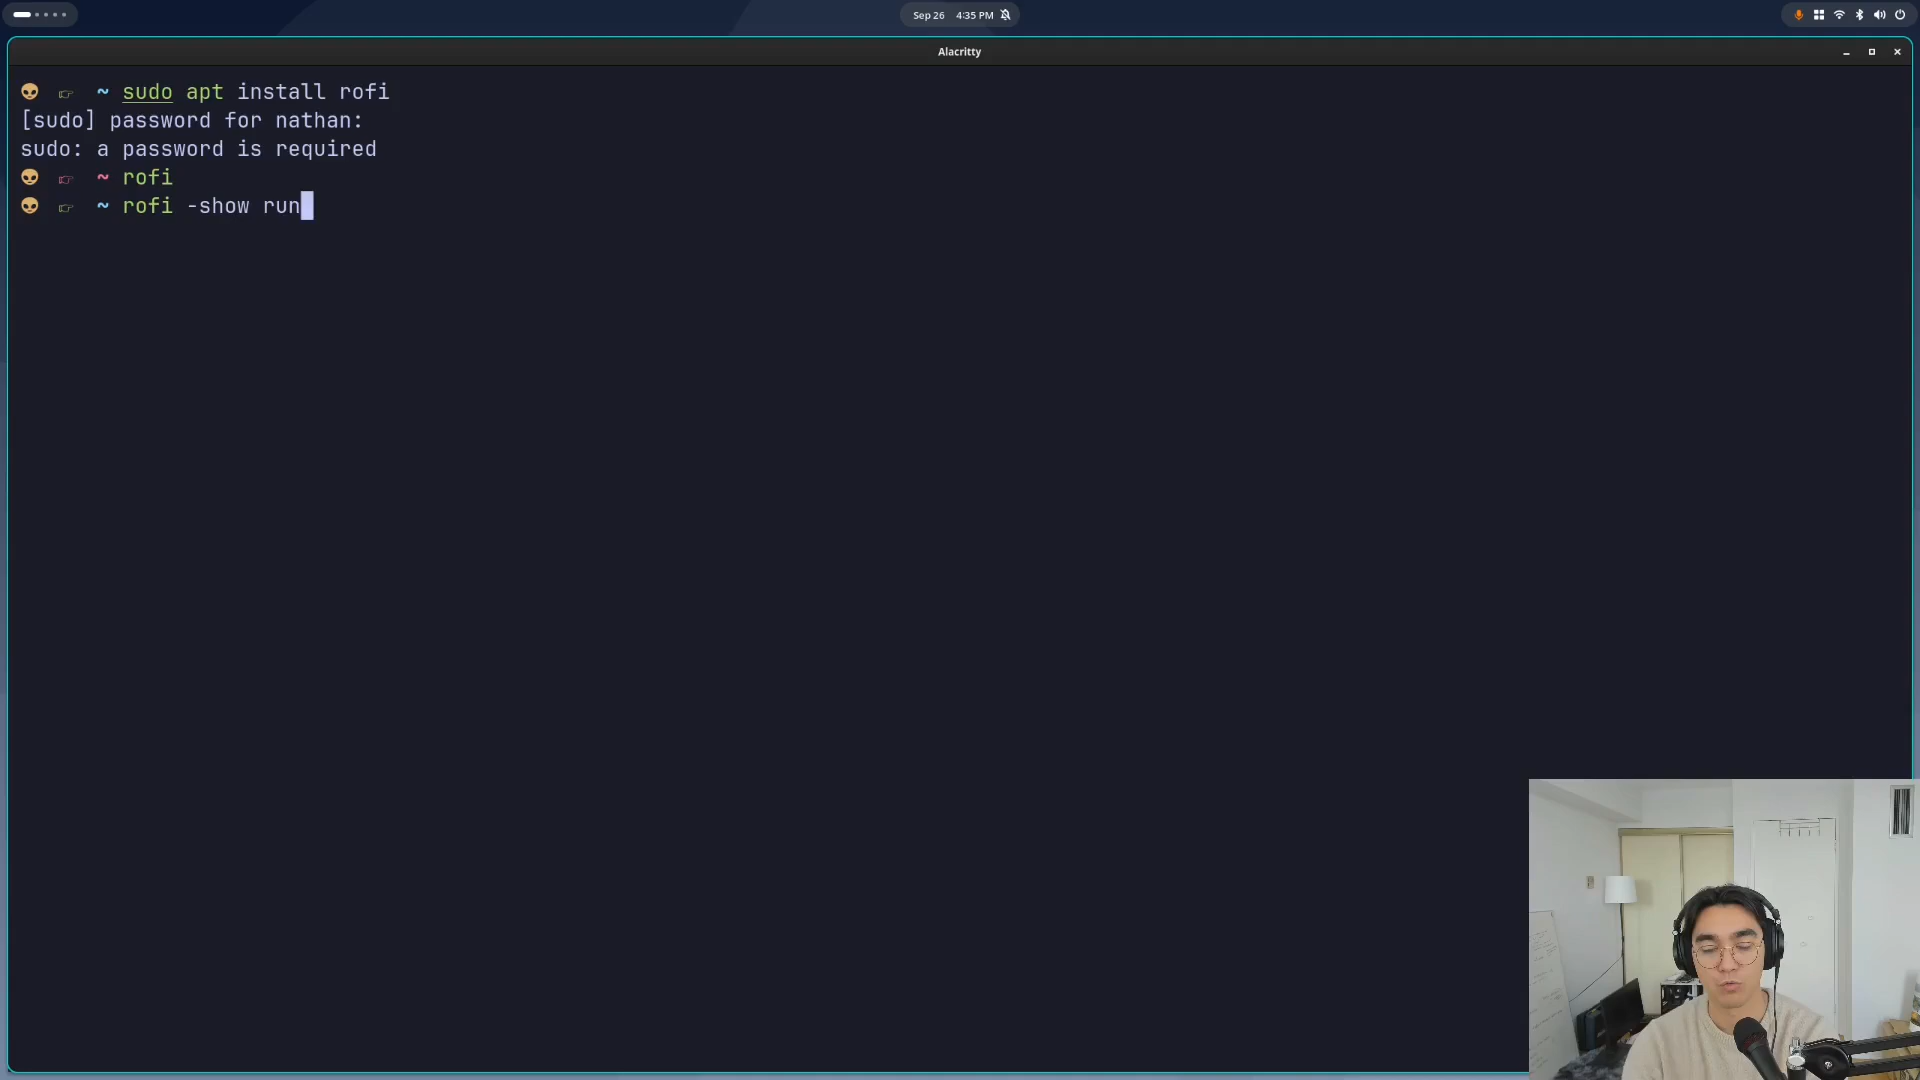 Sep 26 4:35 PM
Alacritty
~ sudo apt install rofi
[sudo] password for nathan:
sudo: a password is required
~ rofi
~ rofi -show run